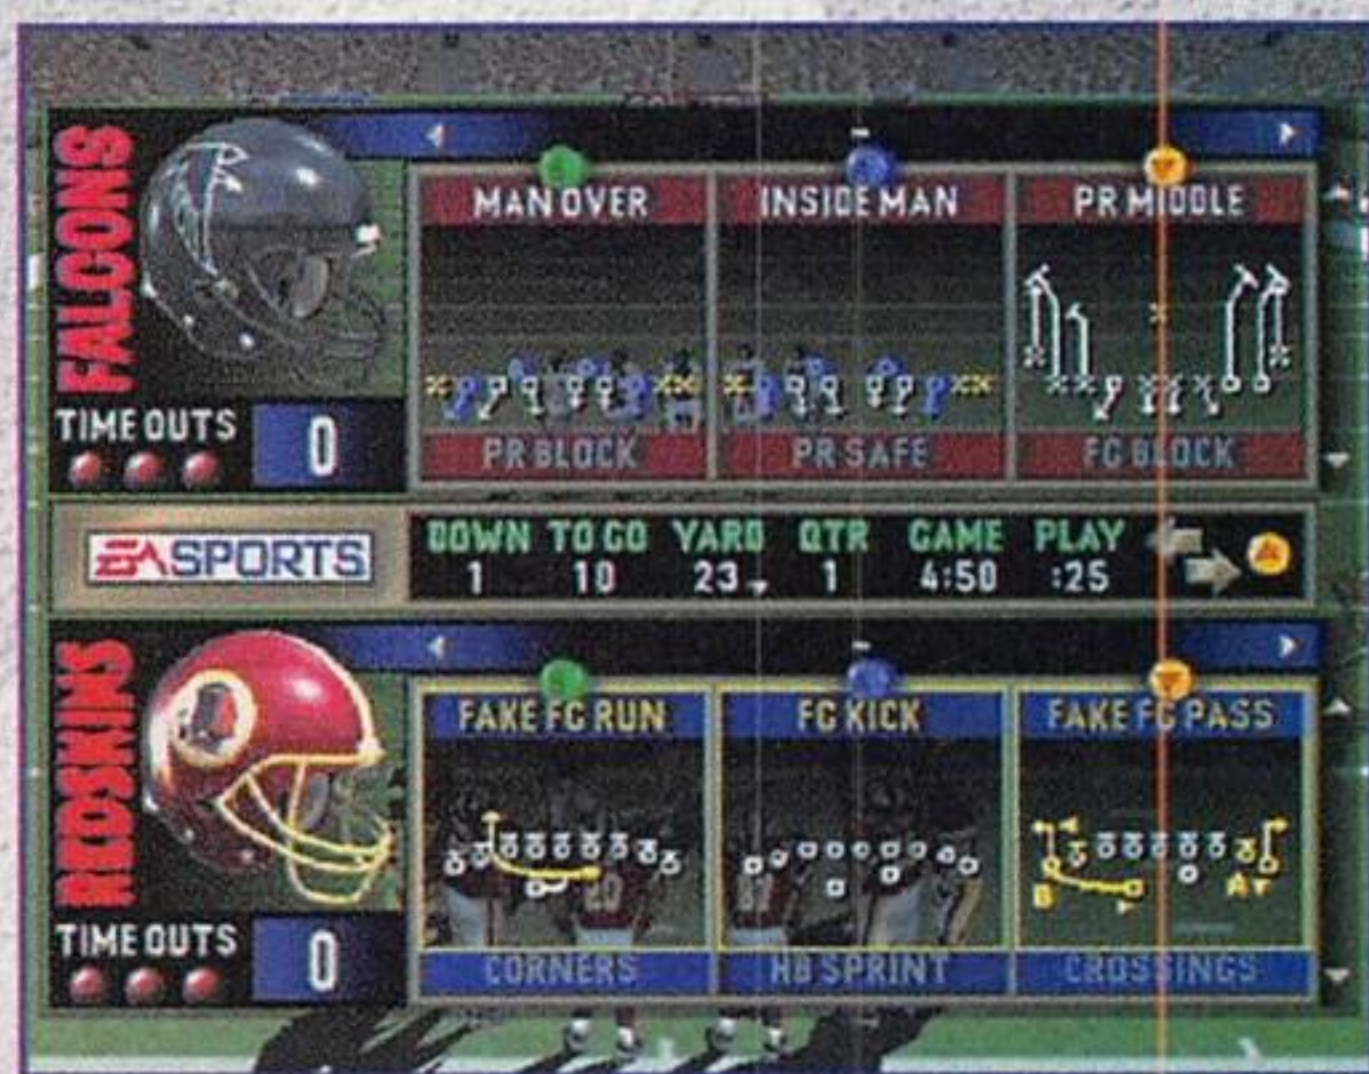 FALCONS
MAN OVER
INSIDE MAN
PR MIDDLE
TIME OUTS
0
PR BLOCK
PR SAFE
FG BLOCK
EA SPORTS
DOWN TO GO YARD QTR GAME PLAY
1 10 23 1 4:50 :25
REDSKINS
FAKE FG RUN
FG KICK
FAKE FG PASS
B
A
TIME OUTS
0
CORNERS
HB SPRINT
CROSSINGS